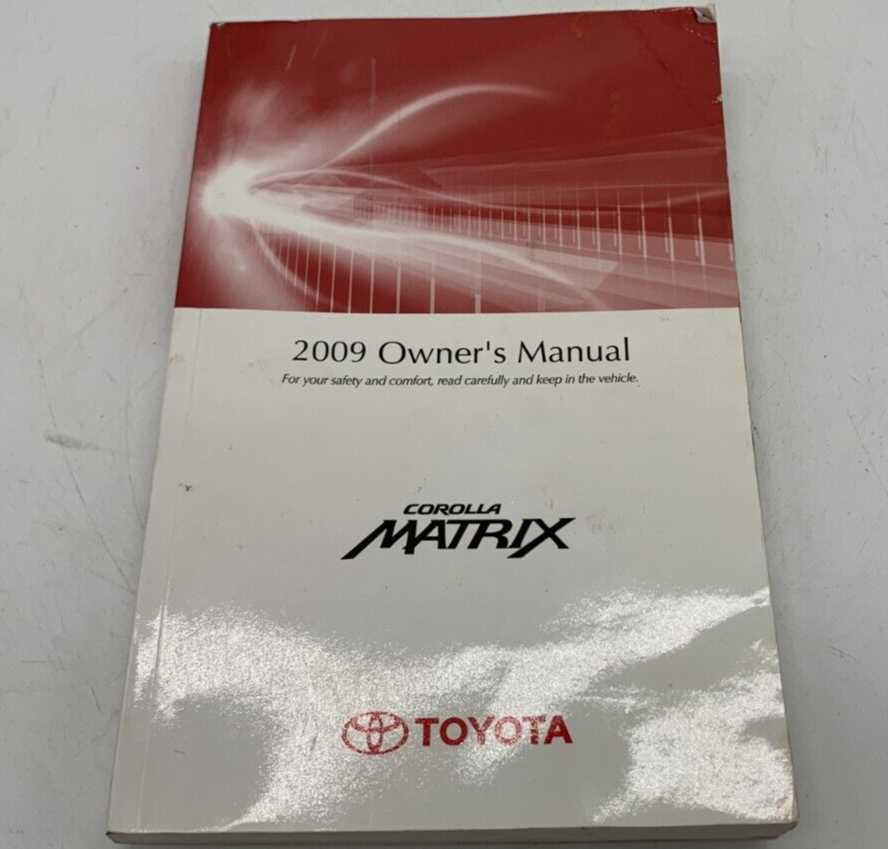 2009 Owner's Manual
For your safety and comfort, read carefully and keep in the vehicle.
COROLLA
MATRIX
TOYOTA